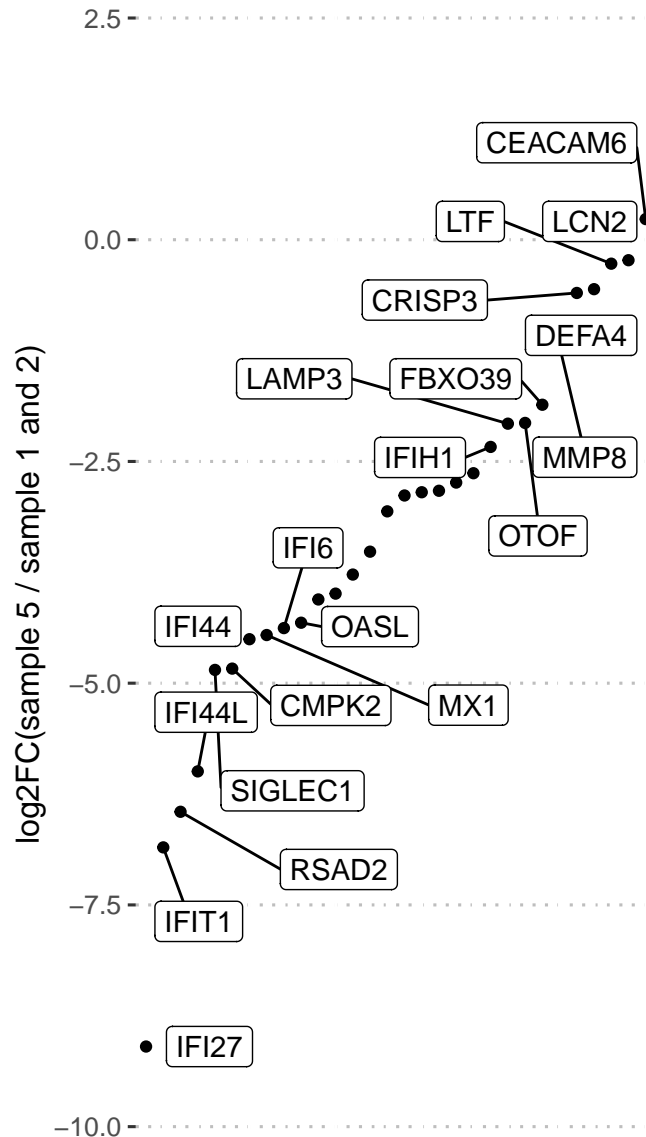 2.5
CEACAM6
LTF
LCN2
0.0
CRISP3
DEFA4
LAMP3
FBXO39
IFIH1
MMP8
−2.5
OTOF
IFI6
IFI44
OASL
−5.0
IFI44L
CMPK2
MX1
SIGLEC1
RSAD2
−7.5
IFIT1
IFI27
−10.0
log2FC(sample 5 / sample 1 and 2)